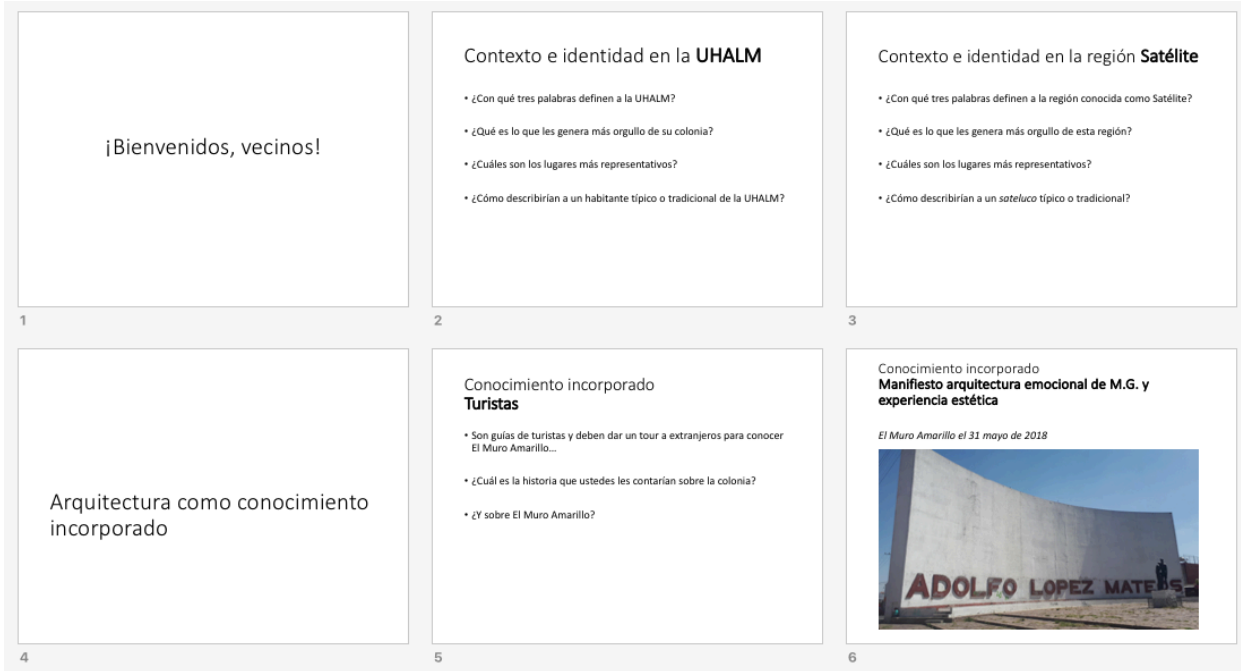 ¡Bienvenidos, vecinos!
1
Contexto e identidad en la UHALM
• ¿Con qué tres palabras definen a la UHALM?
• ¿Qué es lo que les genera más orgullo de su colonia?
• ¿Cuáles son los lugares más representativos?
• ¿Cómo describirían a un habitante típico o tradicional de la UHALM?
2
Contexto e identidad en la región Satélite
• ¿Con qué tres palabras definen a la región conocida como Satélite?
• ¿Qué es lo que les genera más orgullo de esta región?
• ¿Cuáles son los lugares más representativos?
• ¿Cómo describirían a un sateluco típico o tradicional?
3
Arquitectura como conocimiento
incorporado
4
Conocimiento incorporado
Turistas
• Son guías de turistas y deben dar un tour a extranjeros para conocer
El Muro Amarillo...
• ¿Cuál es la historia que ustedes les contarían sobre la colonia?
• ¿Y sobre El Muro Amarillo?
5
Conocimiento incorporado
Manifiesto arquitectura emocional de M.G. y
experiencia estética
El Muro Amarillo el 31 mayo de 2018
ADOLFO LOPEZ MATEOS
6